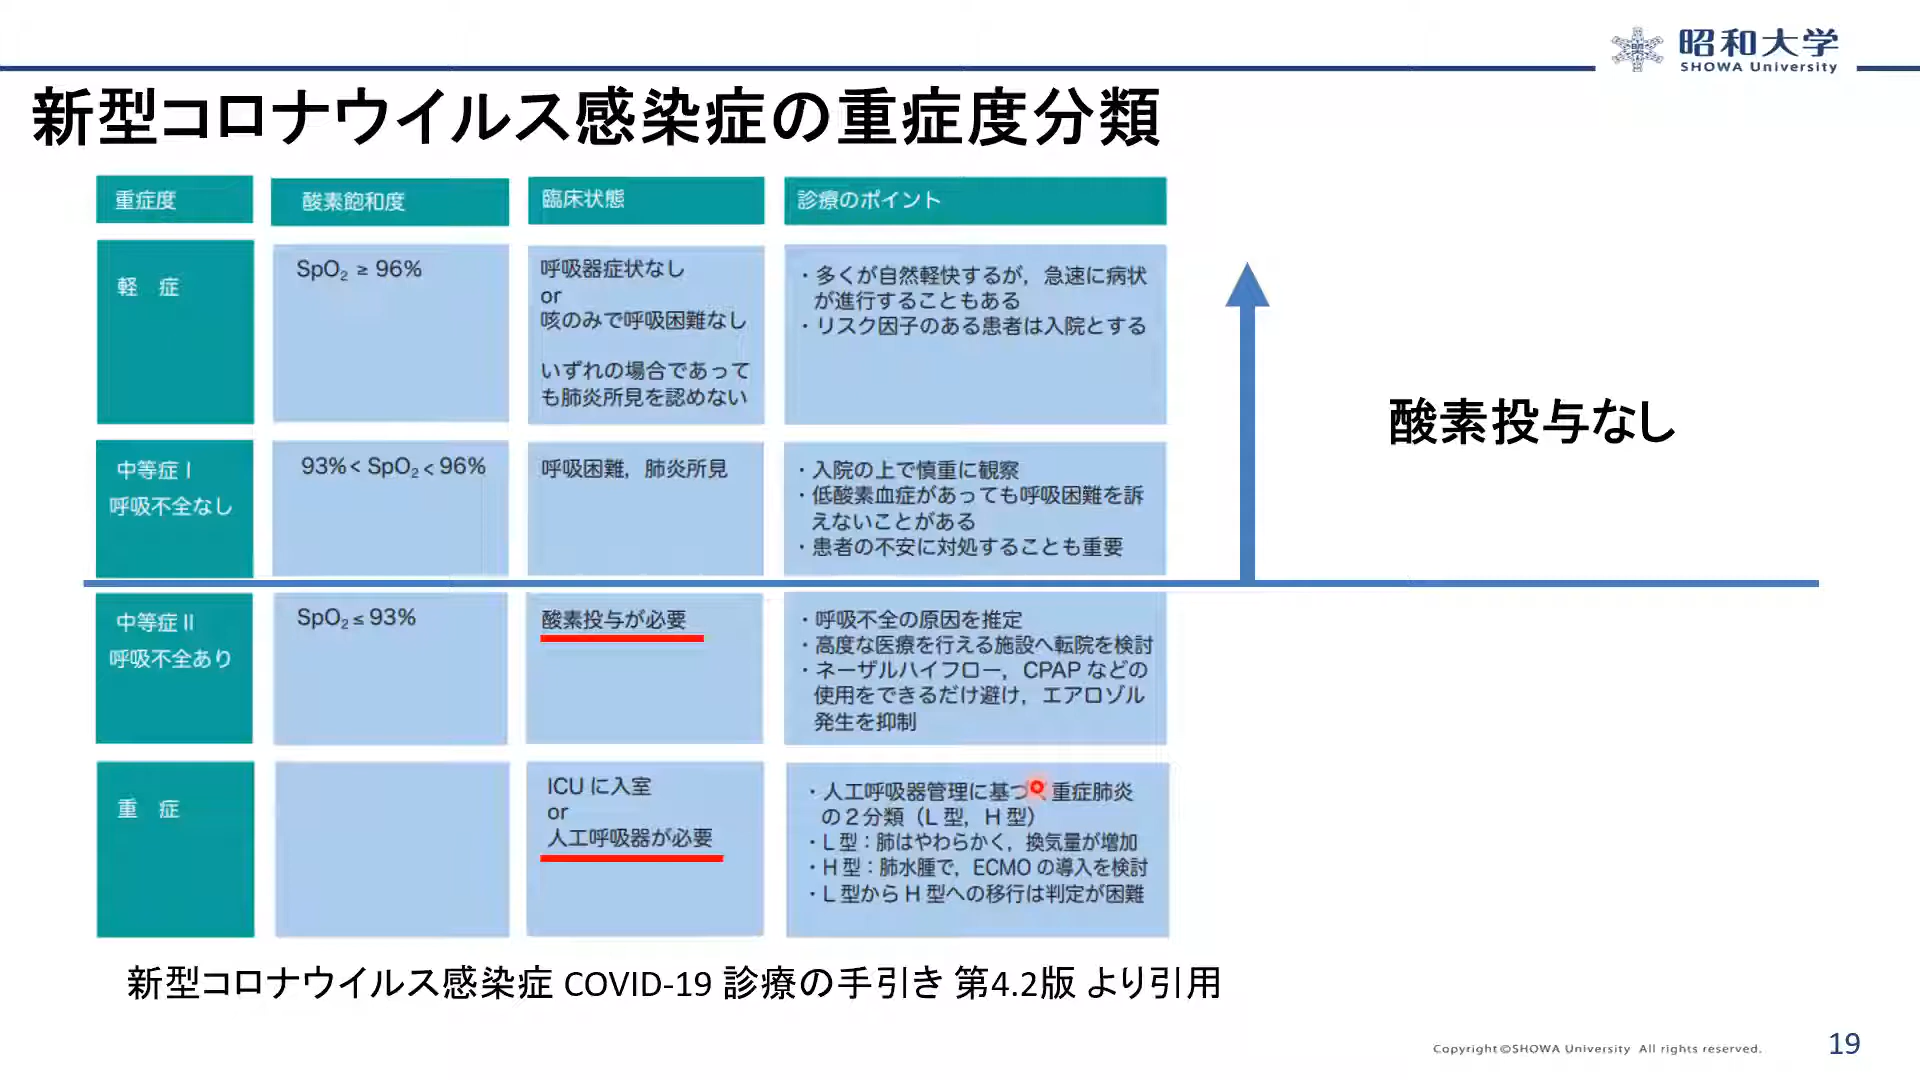 昭和大学
SHOWA University
新型コロナウイルス感染症の重症度分類
重症度
酸素飽和度
臨床状態
診療のポイント
軽 症
SpO₂ ≥ 96%
呼吸器症状なし
or
咳のみで呼吸困難なし
いずれの場合であって
も肺炎所見を認めない
・多くが自然軽快するが，急速に病状
が進行することもある
・リスク因子のある患者は入院とする
中等症 I
呼吸不全なし
93% < SpO₂ < 96%
呼吸困難，肺炎所見
・入院の上で慎重に観察
・低酸素血症があっても呼吸困難を訴
えないことがある
・患者の不安に対処することも重要
酸素投与なし
中等症 II
呼吸不全あり
SpO₂ ≤ 93%
酸素投与が必要
・呼吸不全の原因を推定
・高度な医療を行える施設へ転院を検討
・ネーザルハイフロー，CPAP などの
使用をできるだけ避け，エアロゾル
発生を抑制
重 症
ICU に入室
or
人工呼吸器が必要
・人工呼吸器管理に基づ 重症肺炎
の２分類（L 型，H 型）
・L 型：肺はやわらかく，換気量が増加
・H 型：肺水腫で，ECMO の導入を検討
・L 型から H 型への移行は判定が困難
新型コロナウイルス感染症 COVID-19 診療の手引き 第4.2版 より引用
Copyright©SHOWA University All rights reserved.
19